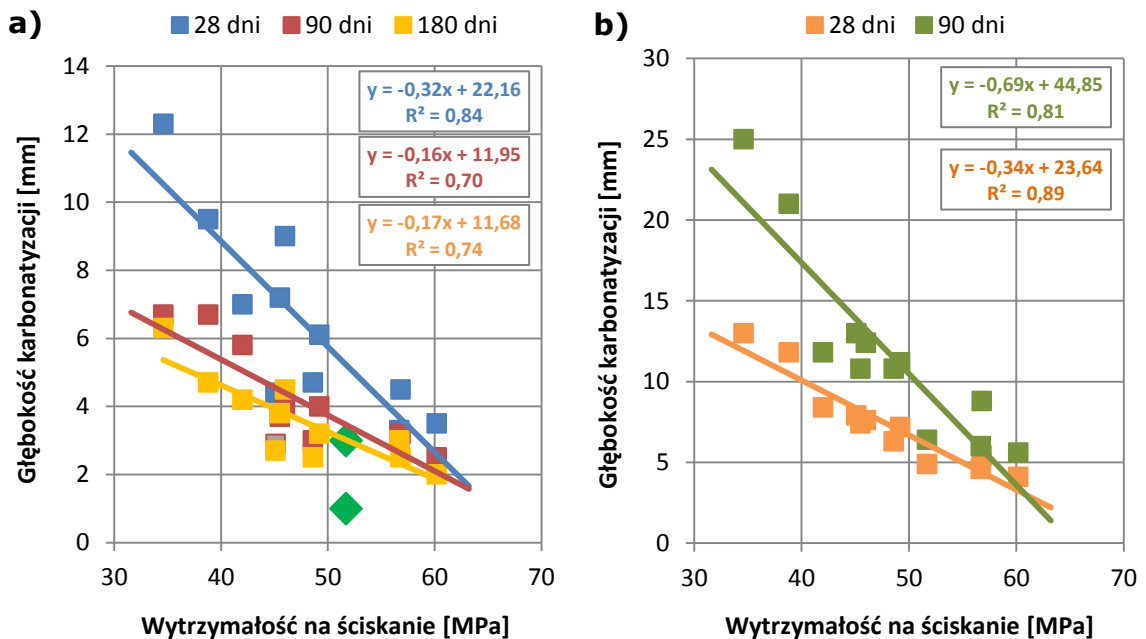 a)
28 dni 90 dni 180 dni
14
12
10
8
6
4
2
0
Głębokość karbonatyzacji [mm]
y = -0,32x + 22,16
R² = 0,84
y = -0,16x + 11,95
R² = 0,70
y = -0,17x + 11,68
R² = 0,74
30 40 50 60 70
Wytrzymałość na ściskanie [MPa]
b)
28 dni 90 dni
30
25
20
15
10
5
0
Głębokość karbonatyzacji [mm]
y = -0,69x + 44,85
R² = 0,81
y = -0,34x + 23,64
R² = 0,89
30 40 50 60 70
Wytrzymałość na ściskanie [MPa]